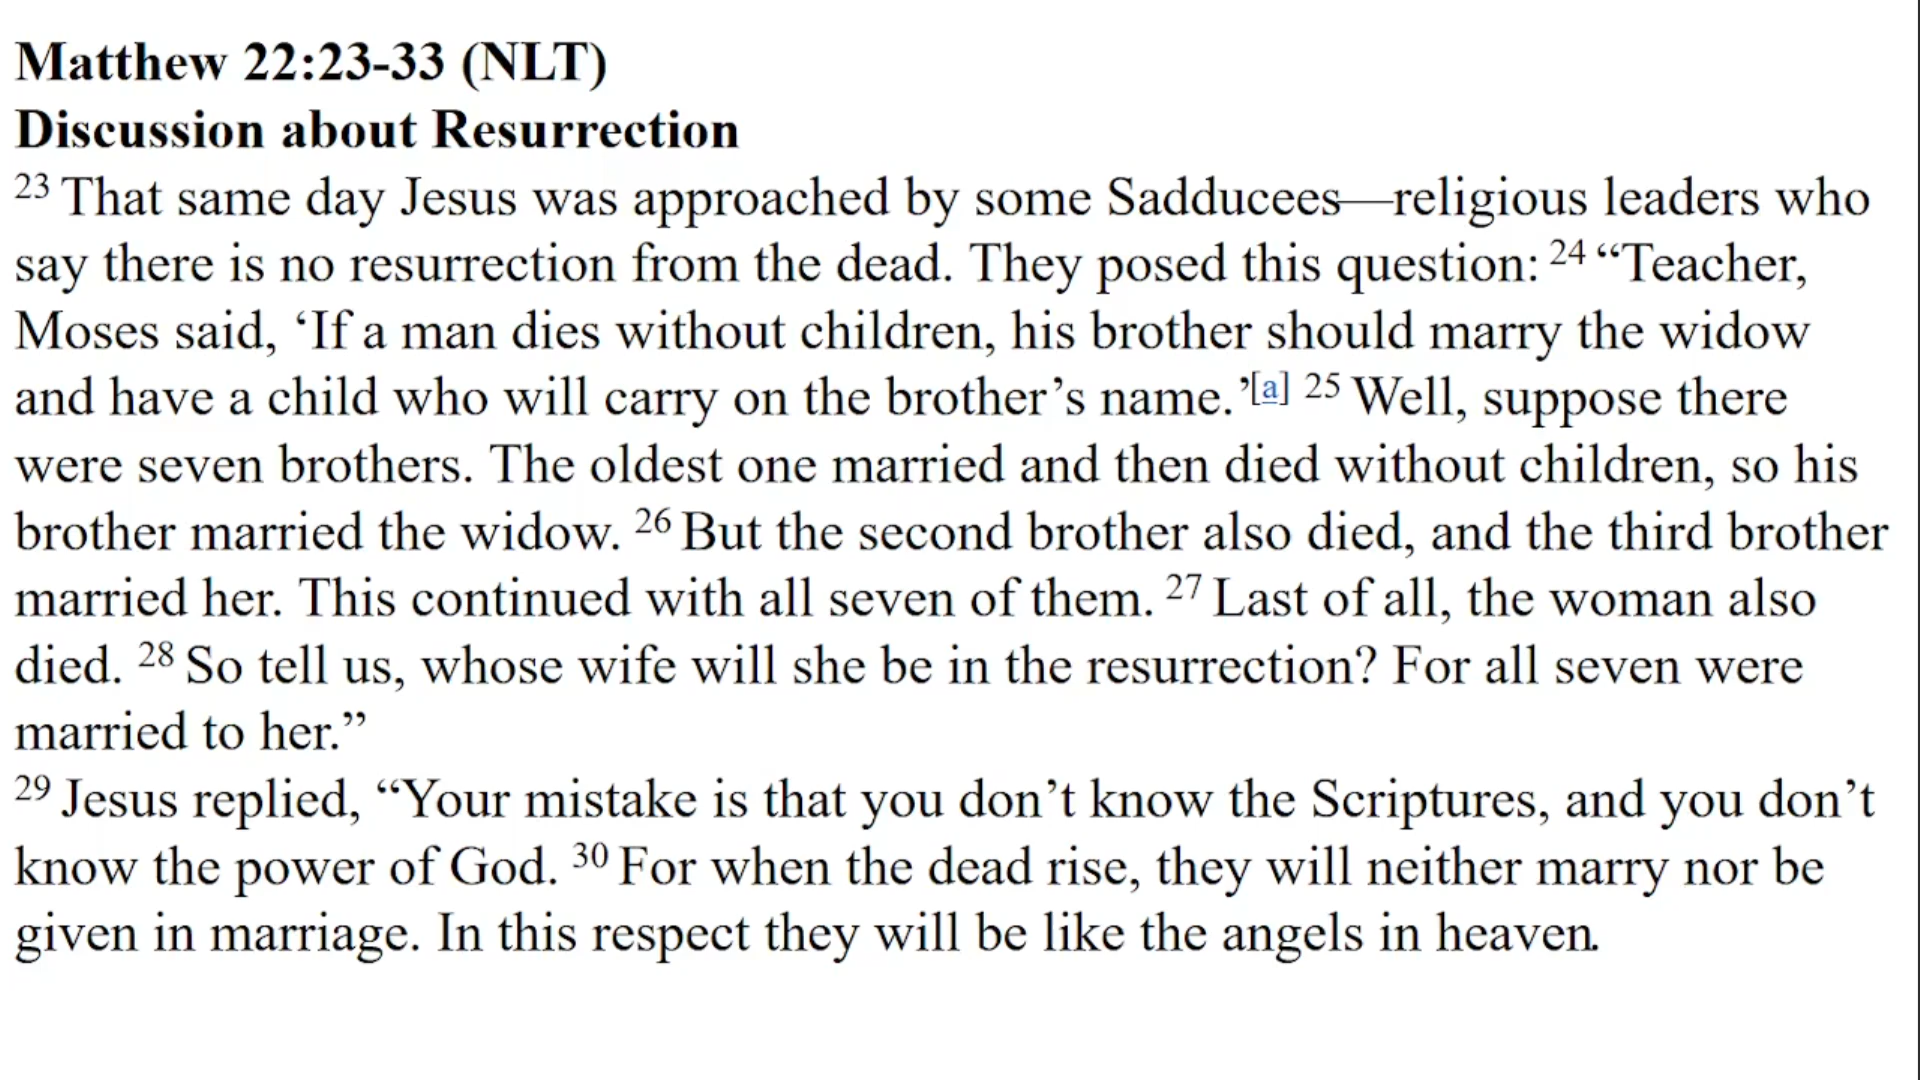 Matthew 22:23-33 (NLT)
Discussion about Resurrection
23 That same day Jesus was approached by some Sadducees—religious leaders who
say there is no resurrection from the dead. They posed this question: 24 “Teacher,
Moses said, ‘If a man dies without children, his brother should marry the widow
and have a child who will carry on the brother’s name.’[a] 25 Well, suppose there
were seven brothers. The oldest one married and then died without children, so his
brother married the widow. 26 But the second brother also died, and the third brother
married her. This continued with all seven of them. 27 Last of all, the woman also
died. 28 So tell us, whose wife will she be in the resurrection? For all seven were
married to her.”
29 Jesus replied, “Your mistake is that you don’t know the Scriptures, and you don’t
know the power of God. 30 For when the dead rise, they will neither marry nor be
given in marriage. In this respect they will be like the angels in heaven.